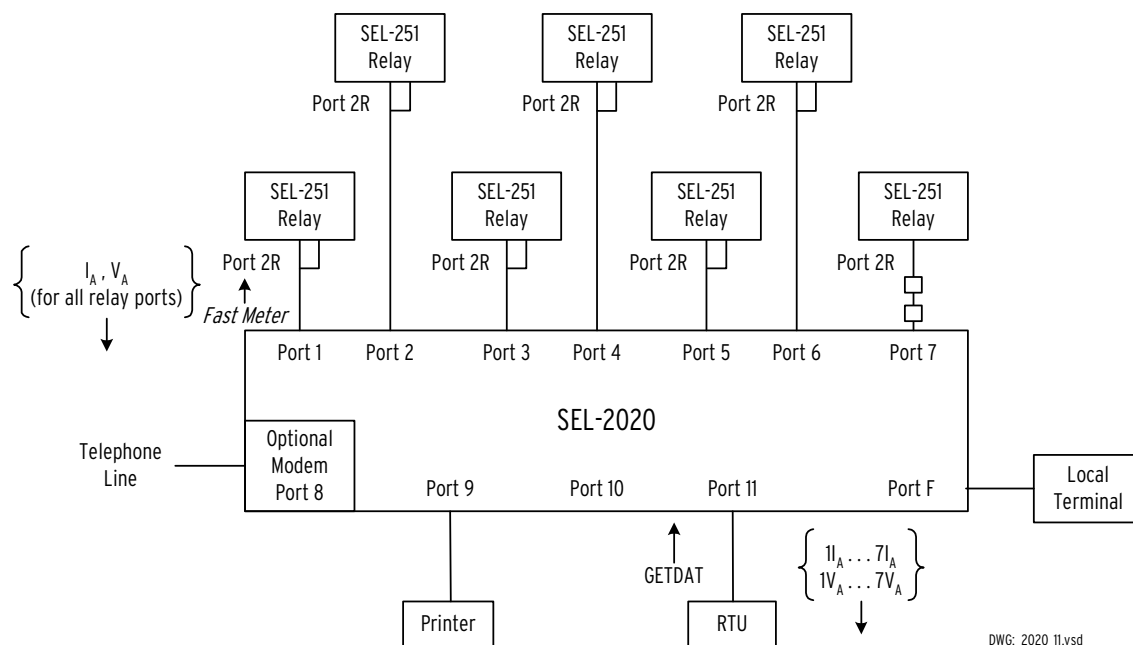 SEL-251
Relay
SEL-251
Relay
SEL-251
Relay
Port 2R
Port 2R
Port 2R
SEL-251
Relay
SEL-251
Relay
SEL-251
Relay
SEL-251
Relay
I_A , V_A
(for all relay ports)
Port 2R
Port 2R
Port 2R
Port 2R
Fast Meter
Port 1
Port 2
Port 3
Port 4
Port 5
Port 6
Port 7
SEL-2020
Telephone
Line
Optional
Modem
Port 8
Port 9
Port 10
Port 11
Port F
Local
Terminal
GETDAT
1I_A . . . 7I_A
1V_A . . . 7V_A
Printer
RTU
DWG: 2020_11.vsd